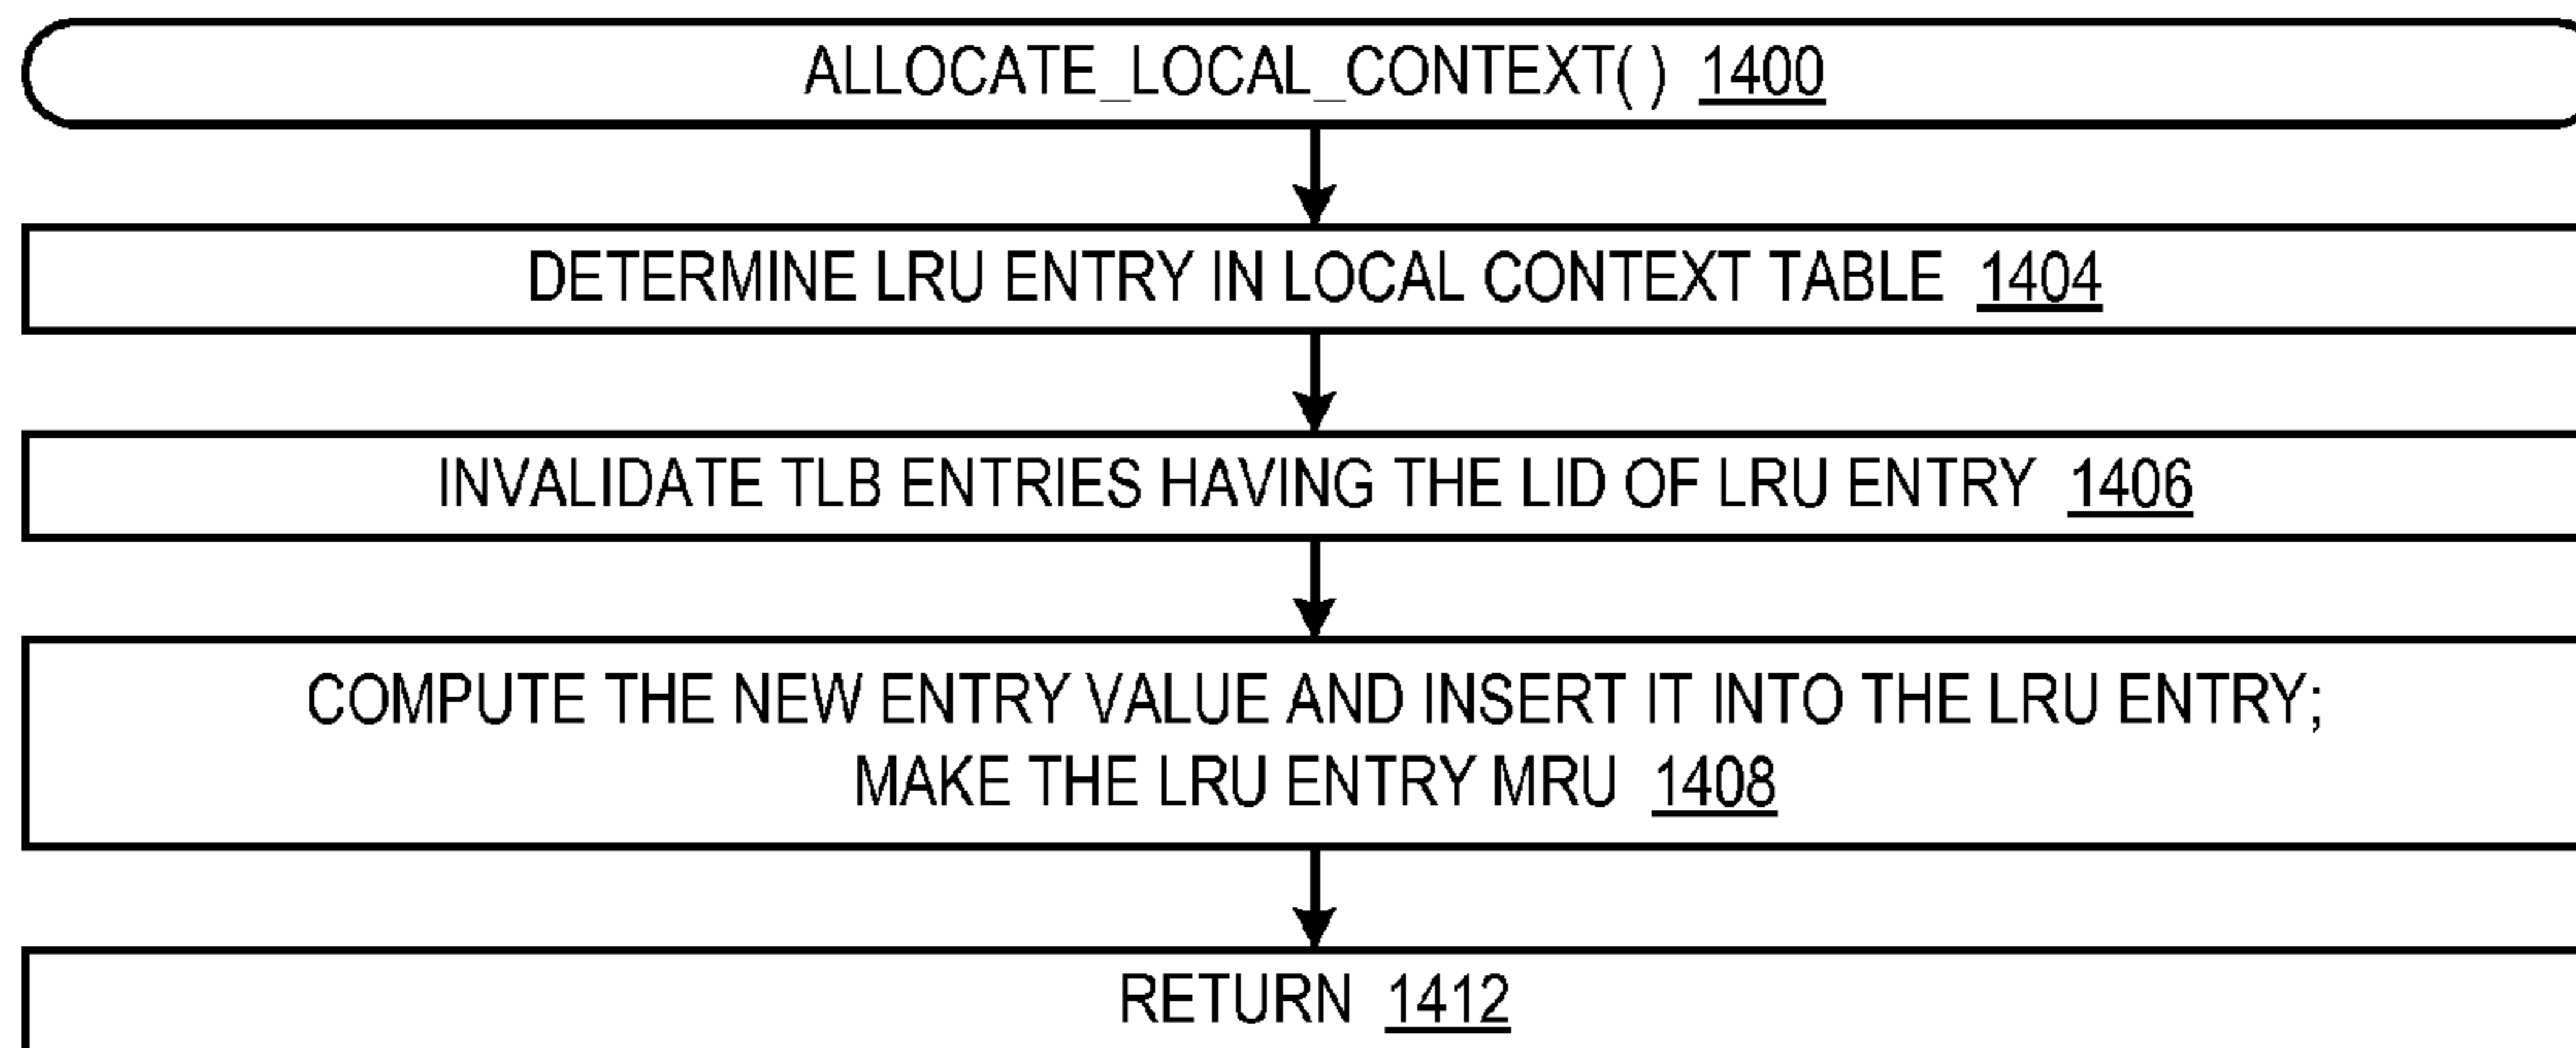 ALLOCATE_LOCAL_CONTEXT( ) 1400
DETERMINE LRU ENTRY IN LOCAL CONTEXT TABLE 1404
INVALIDATE TLB ENTRIES HAVING THE LID OF LRU ENTRY 1406
COMPUTE THE NEW ENTRY VALUE AND INSERT IT INTO THE LRU ENTRY;
MAKE THE LRU ENTRY MRU 1408
RETURN 1412